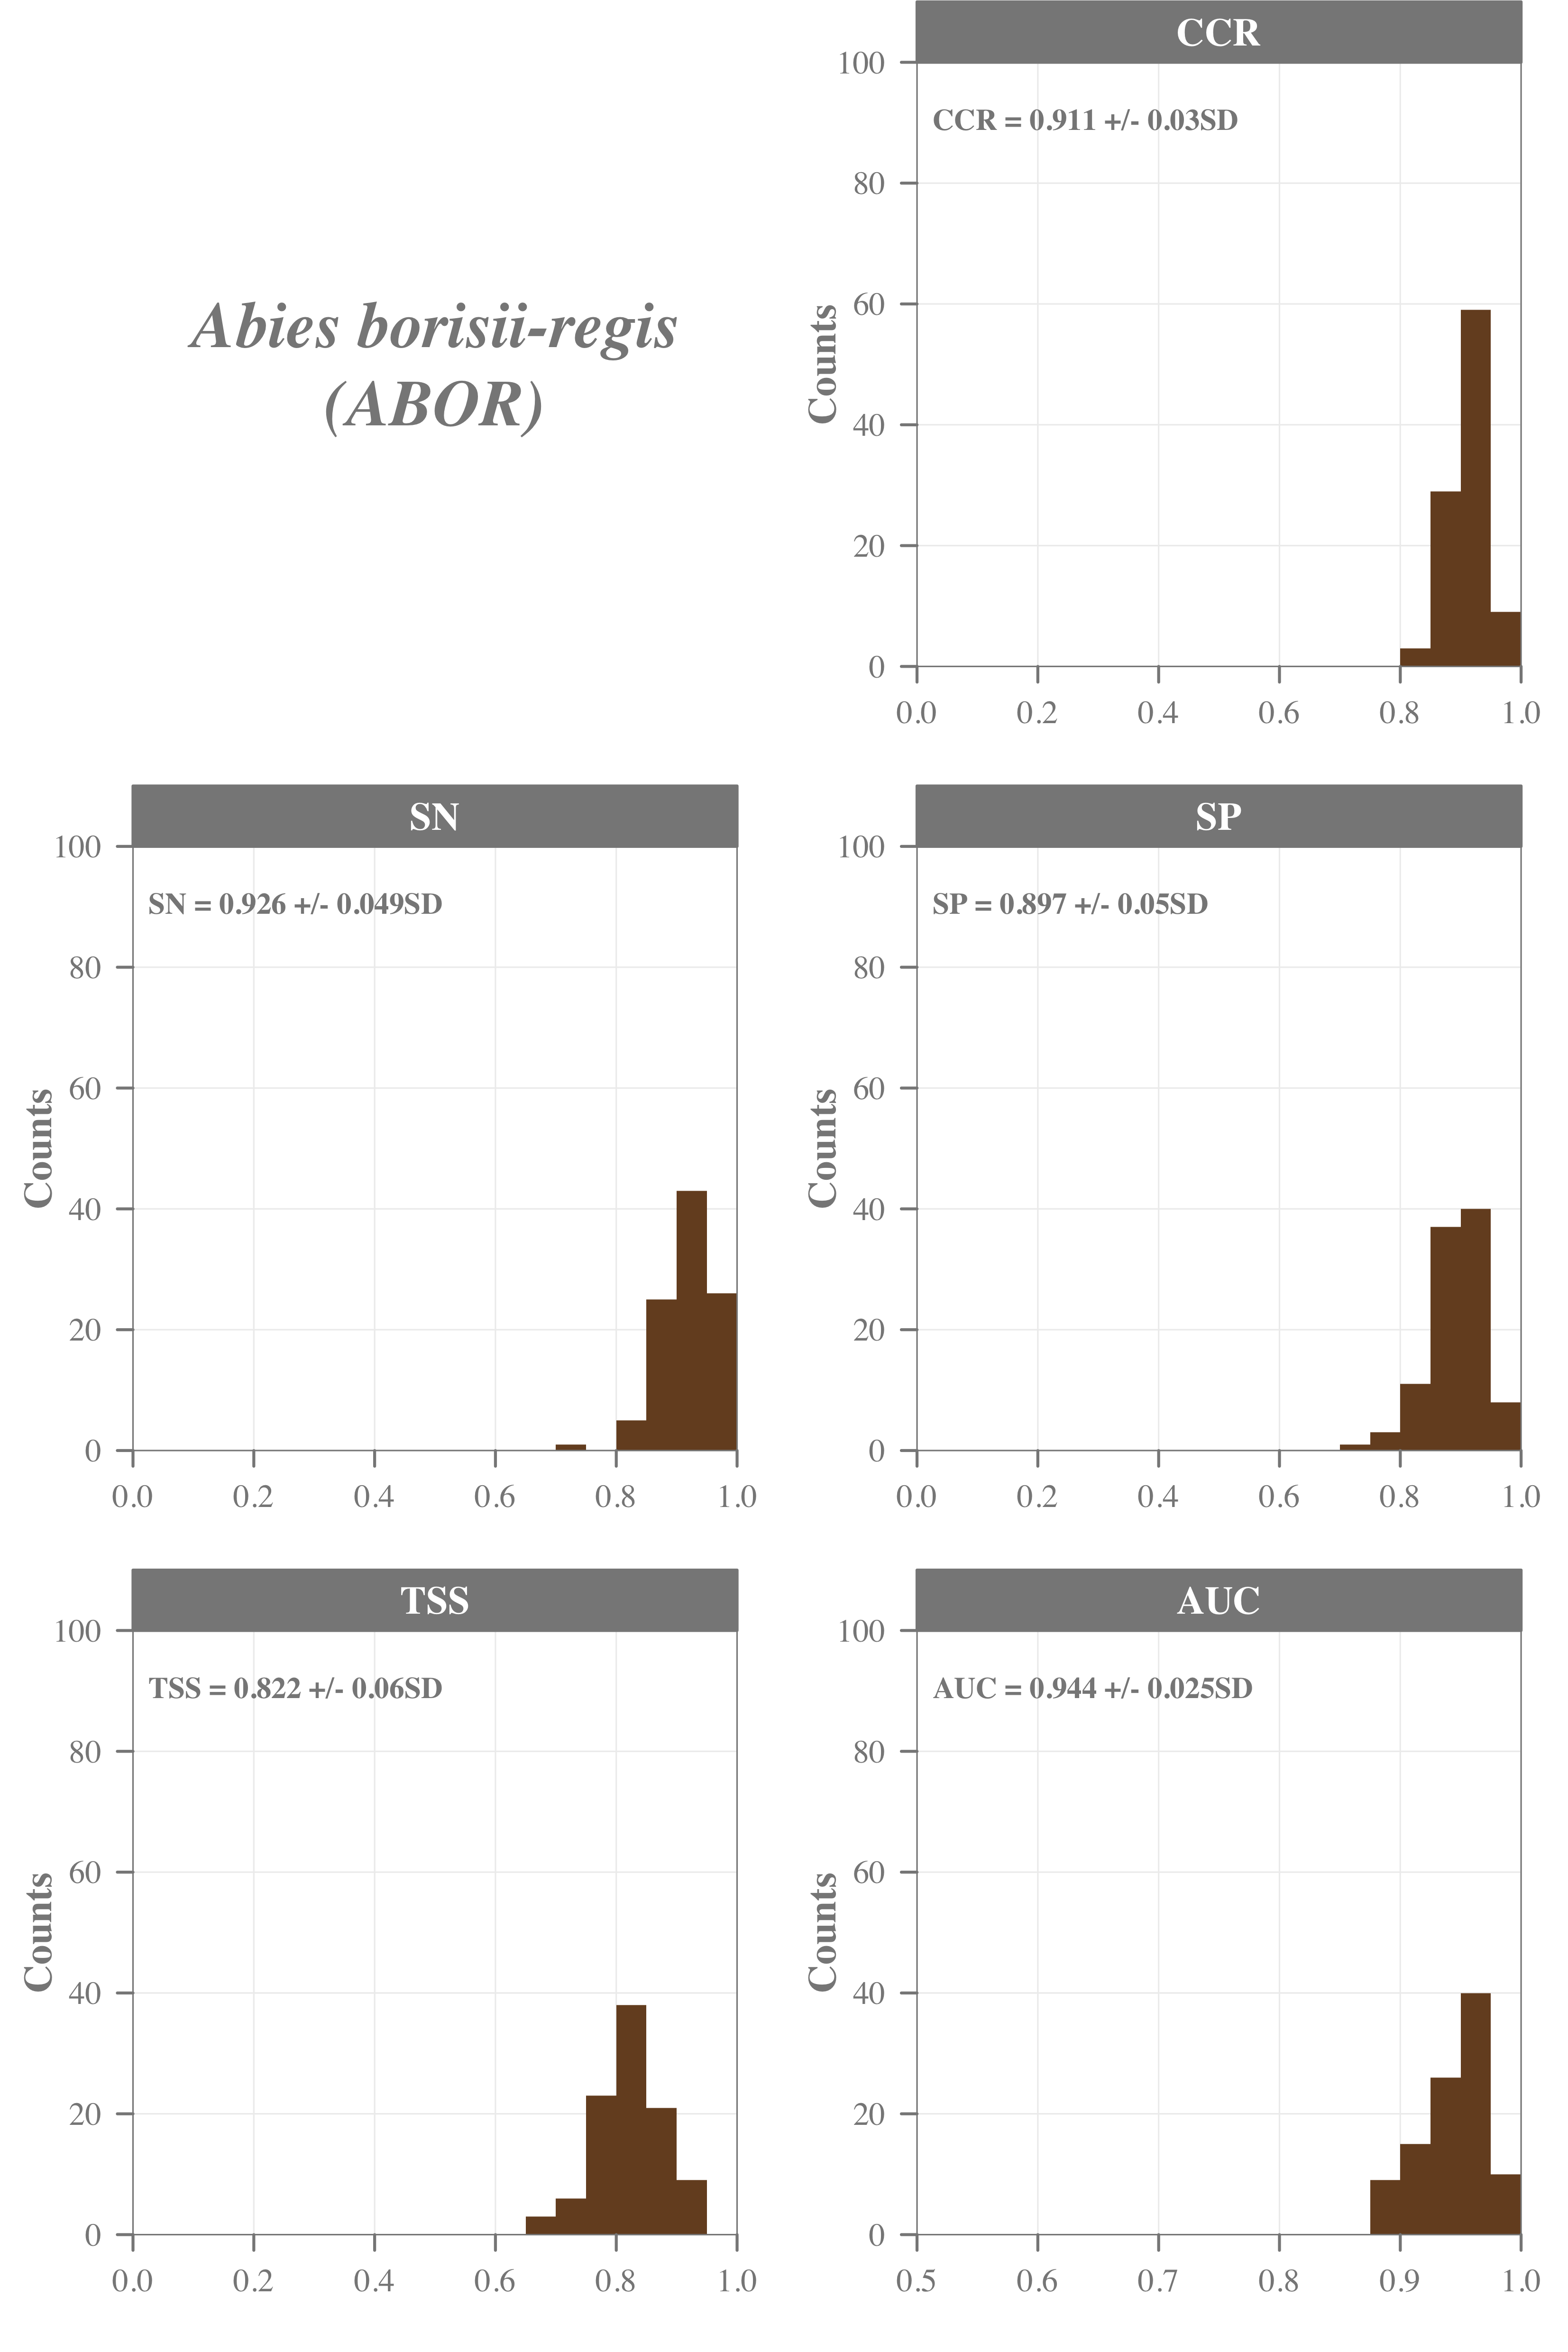 Abies borisii-regis
(ABOR)
CCR
CCR = 0.911 +/- 0.03SD
Counts
100
80
60
40
20
0
0.0 0.2 0.4 0.6 0.8 1.0
SN
SN = 0.926 +/- 0.049SD
Counts
100
80
60
40
20
0
0.0 0.2 0.4 0.6 0.8 1.0
SP
SP = 0.897 +/- 0.05SD
Counts
100
80
60
40
20
0
0.0 0.2 0.4 0.6 0.8 1.0
TSS
TSS = 0.822 +/- 0.06SD
Counts
100
80
60
40
20
0
0.0 0.2 0.4 0.6 0.8 1.0
AUC
AUC = 0.944 +/- 0.025SD
Counts
100
80
60
40
20
0
0.5 0.6 0.7 0.8 0.9 1.0